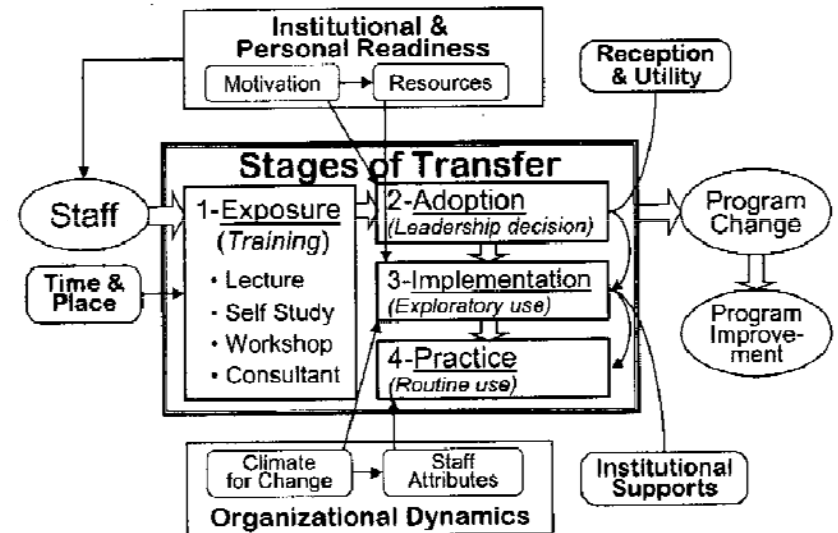 Institutional &
Personal Readiness
Motivation
Resources
Reception
& Utility
Stages of Transfer
Staff
1-Exposure
(Training)
• Lecture
• Self Study
• Workshop
• Consultant
Time &
Place
2-Adoption
(Leadership decision)
3-Implementation
(Exploratory use)
4-Practice
(Routine use)
Program
Change
Program
Improve-
ment
Climate
for Change
Staff
Attributes
Organizational Dynamics
Institutional
Supports